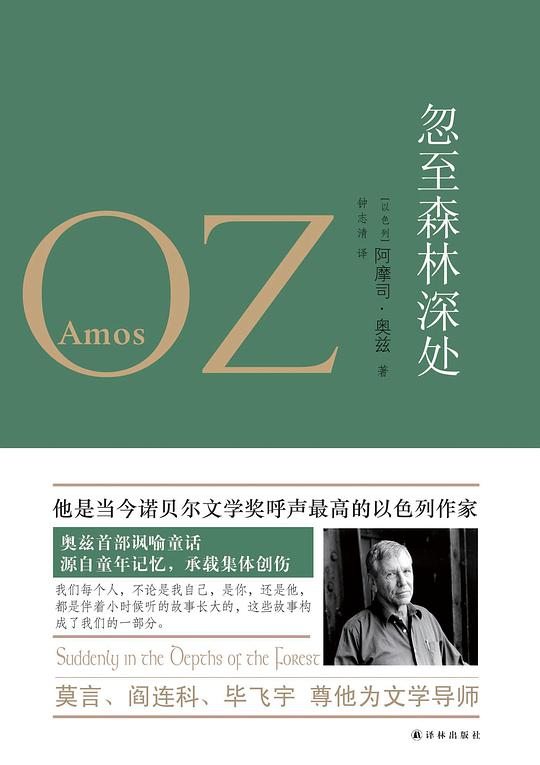 忽至森林深处
[以色列] 阿摩司·奥兹 著
钟志清 译
OZ
Amos
他是当今诺贝尔文学奖呼声最高的以色列作家
奥兹首部讽喻童话
源自童年记忆，承载集体创伤
我们每个人，不论是我自己，是你，还是他，
都是伴着小时候听的故事长大的，这些故事构
成了我们的一部分。
Suddenly in the Depths of the Forest
莫言、阎连科、毕飞宇 尊他为文学导师
译林出版社